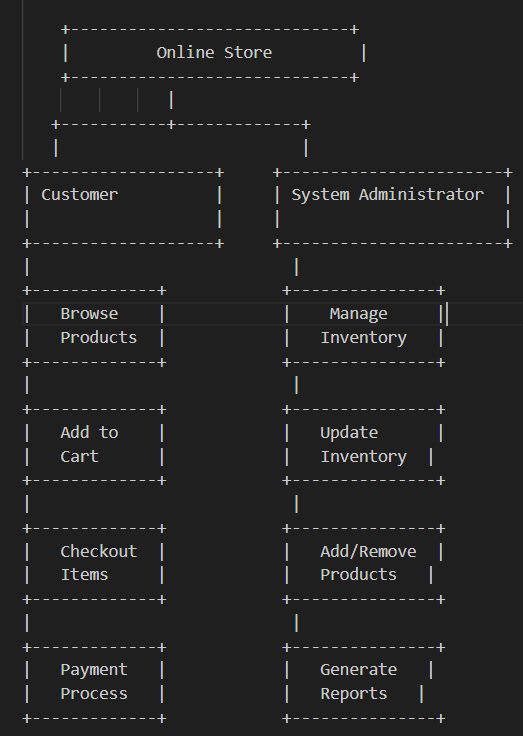 +-----------------------------+
|         Online Store         |
+-----------------------------+
|
+-----------+-------------+
|                         |
+-------------------+     +-----------------------+
| Customer          |     | System Administrator  |
|                   |     |                       |
+-------------------+     +-----------------------+
|                           |
+-------------+            +---------------+
|   Browse    |            |    Manage     |
|   Products  |            |   Inventory   |
+-------------+            +---------------+
|                           |
+-------------+            +---------------+
|   Add to    |            |   Update      |
|   Cart      |            |   Inventory  |
+-------------+            +---------------+
|                           |
+-------------+            +---------------+
|   Checkout  |            |   Add/Remove  |
|   Items     |            |   Products   |
+-------------+            +---------------+
|                           |
+-------------+            +---------------+
|   Payment   |            |   Generate   |
|   Process   |            |   Reports   |
+-------------+            +---------------+